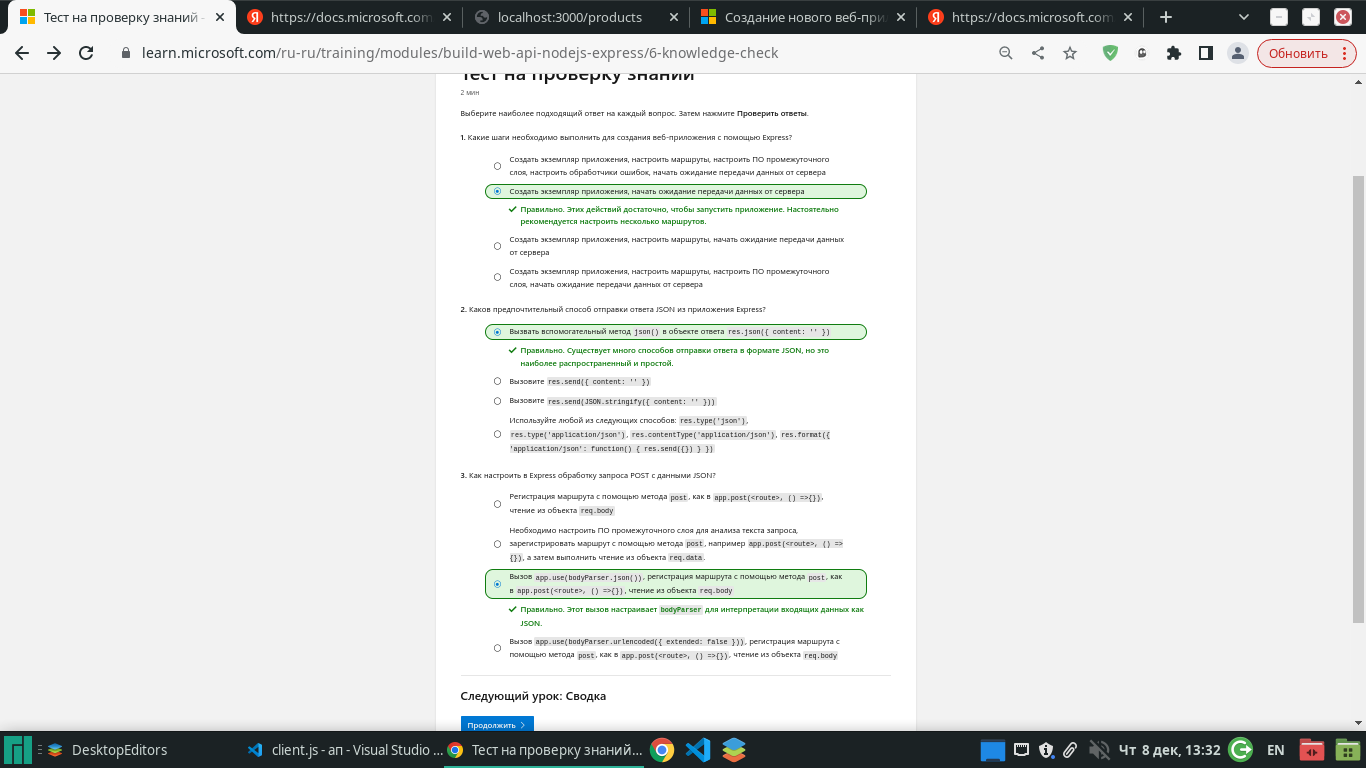 Тест на проверку знаний -
https://docs.microsoft.com
localhost:3000/products
Создание нового веб-при
https://docs.microsoft.com
learn.microsoft.com/ru-ru/training/modules/build-web-api-nodejs-express/6-knowledge-check
Обновить
Тест на проверку знаний
2 мин
Выберите наиболее подходящий ответ на каждый вопрос. Затем нажмите Проверить ответы.
1. Какие шаги необходимо выполнить для создания веб-приложения с помощью Express?
Создать экземпляр приложения, настроить маршруты, настроить ПО промежуточного
слоя, настроить обработчики ошибок, начать ожидание передачи данных от сервера
Создать экземпляр приложения, начать ожидание передачи данных от сервера
Правильно. Этих действий достаточно, чтобы запустить приложение. Настоятельно
рекомендуется настроить несколько маршрутов.
Создать экземпляр приложения, настроить маршруты, начать ожидание передачи данных
от сервера
Создать экземпляр приложения, настроить маршруты, настроить ПО промежуточного
слоя, начать ожидание передачи данных от сервера
2. Каков предпочтительный способ отправки ответа JSON из приложения Express?
Вызвать вспомогательный метод json() в объекте ответа res.json({ content: '' })
Правильно. Существует много способов отправки ответа в формате JSON, но это
наиболее распространенный и простой.
Вызовите res.send({ content: '' })
Вызовите res.send(JSON.stringify({ content: '' }))
Используйте любой из следующих способов: res.type('json'),
res.type('application/json'), res.contentType('application/json'), res.format({
'application/json': function() { res.send({}) } })
3. Как настроить в Express обработку запроса POST с данными JSON?
Регистрация маршрута с помощью метода post, как в app.post(<route>, () =>{}),
чтение из объекта req.body
Необходимо настроить ПО промежуточного слоя для анализа текста запроса,
зарегистрировать маршрут с помощью метода post, например app.post(<route>, () =>
{}), а затем выполнить чтение из объекта req.data.
Вызов app.use(bodyParser.json()), регистрация маршрута с помощью метода post, как
в app.post(<route>, () =>{}), чтение из объекта req.body
Правильно. Этот вызов настраивает bodyParser для интерпретации входящих данных как
JSON.
Вызов app.use(bodyParser.urlencoded({ extended: false })), регистрация маршрута с
помощью метода post, как в app.post(<route>, () =>{}), чтение из объекта req.body
Следующий урок: Сводка
Продолжить
DesktopEditors
client.js - an - Visual Studio ...
Тест на проверку знаний...
Чт 8 дек, 13:32
EN